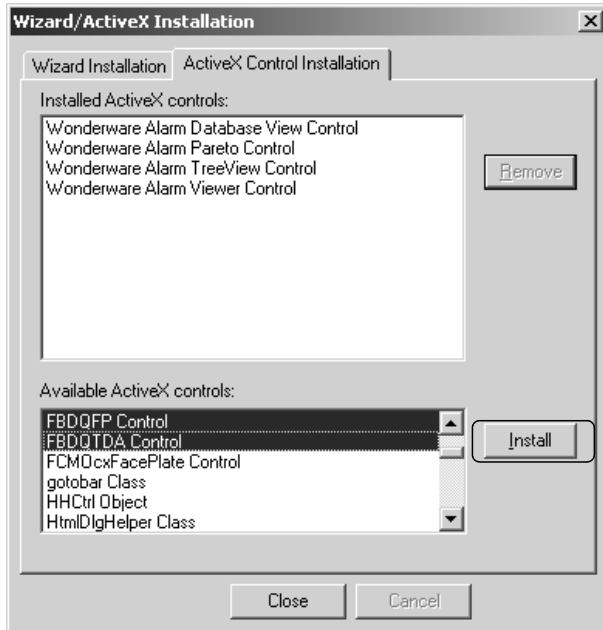 Wizard/ActiveX Installation
Wizard Installation
ActiveX Control Installation
Installed ActiveX controls:
Wonderware Alarm Database View Control
Wonderware Alarm Pareto Control
Wonderware Alarm TreeView Control
Wonderware Alarm Viewer Control
Remove
Available ActiveX controls:
FBDQFP Control
FBDQTDA Control
FCMOcxFacePlate Control
gotobar Class
HHCtrl Object
HtmlDlgHelper Class
Install
Close
Cancel